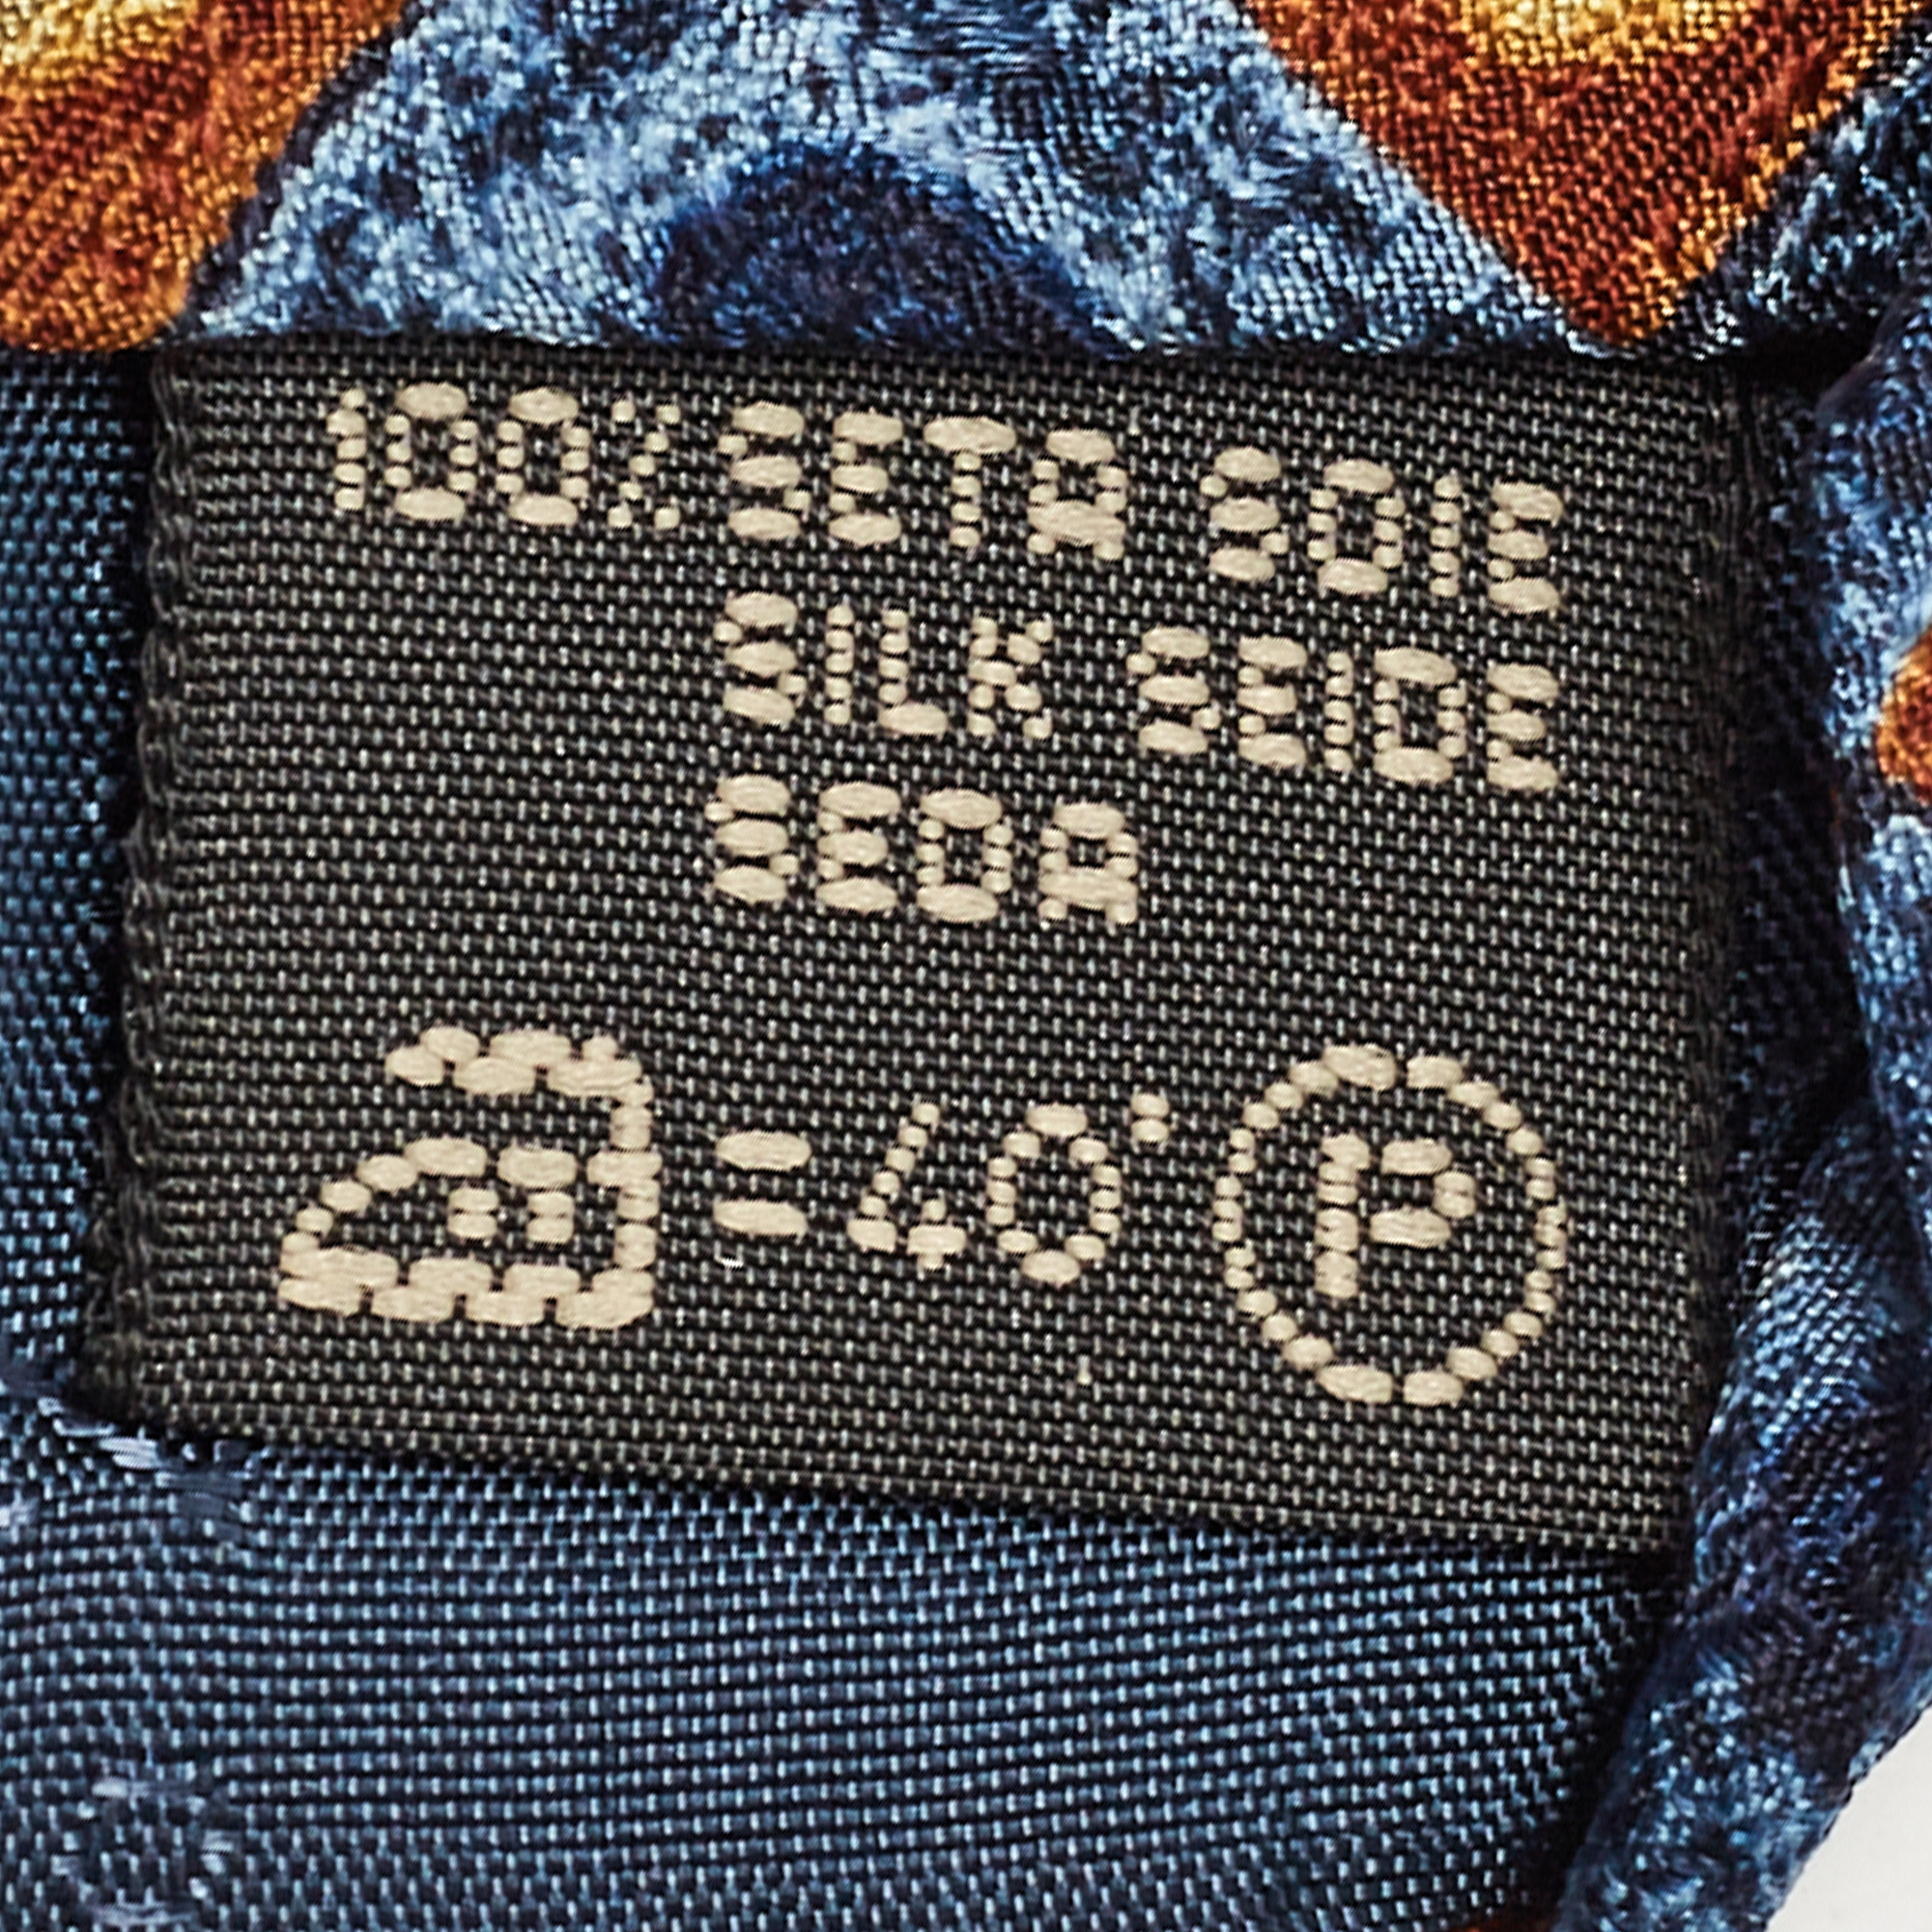 100% SETA SOIE
SILK SEIDE
SEDA
=40° P